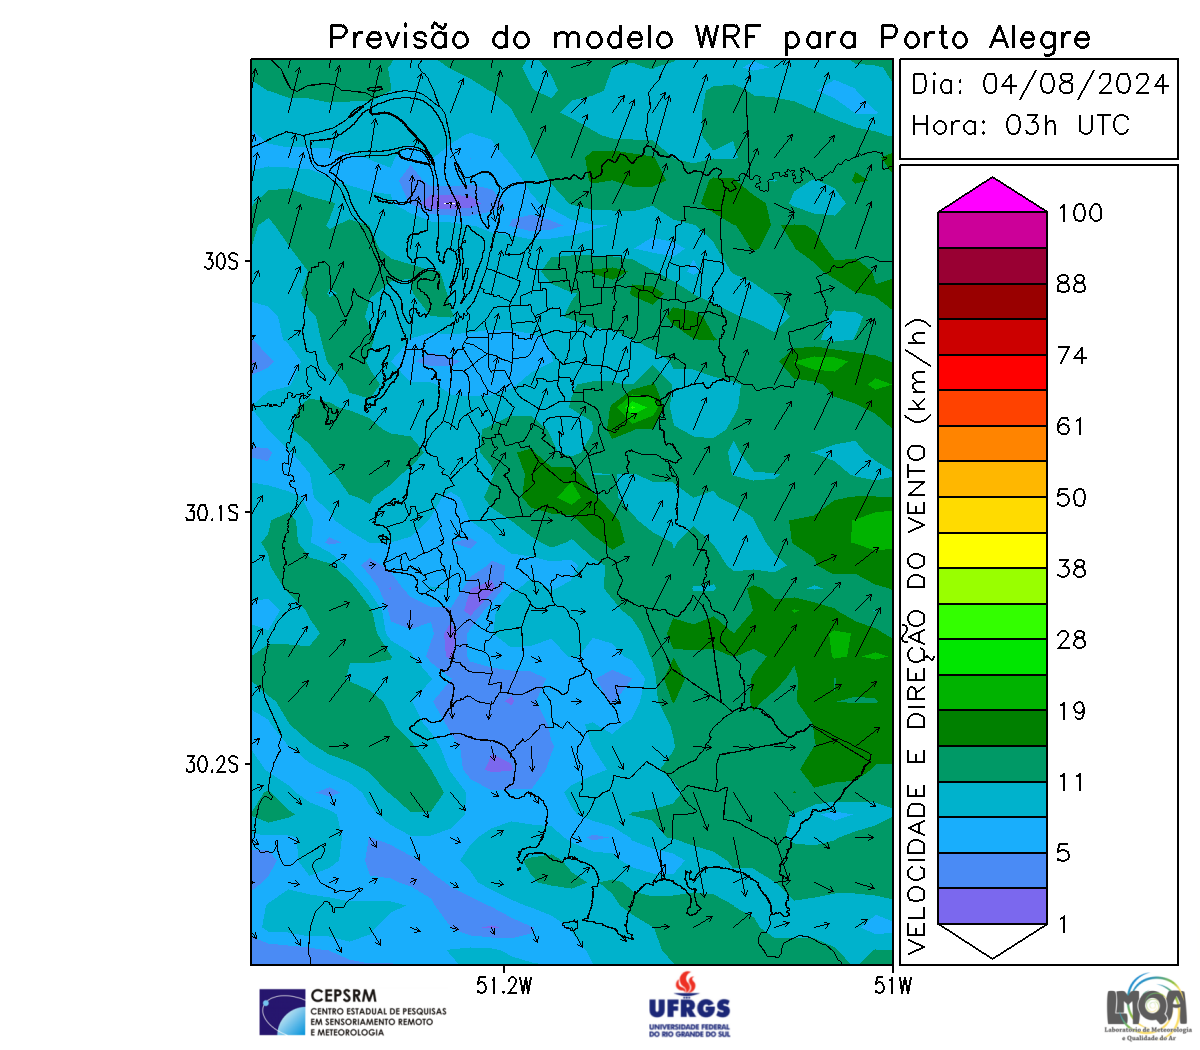 Previsão do modelo WRF para Porto Alegre
Dia: 04/08/2024
Hora: 03h UTC
30S
30.1S
30.2S
51.2W
51W
VELOCIDADE E DIREÇÃO DO VENTO (km/h)
100
88
74
61
50
38
28
19
11
5
1
CEPSRM
CENTRO ESTADUAL DE PESQUISAS
EM SENSORIAMENTO REMOTO
E METEOROLOGIA
UFRGS
UNIVERSIDADE FEDERAL
DO RIO GRANDE DO SUL
LMQA
Laboratório de Meteorologia
e Qualidade do Ar